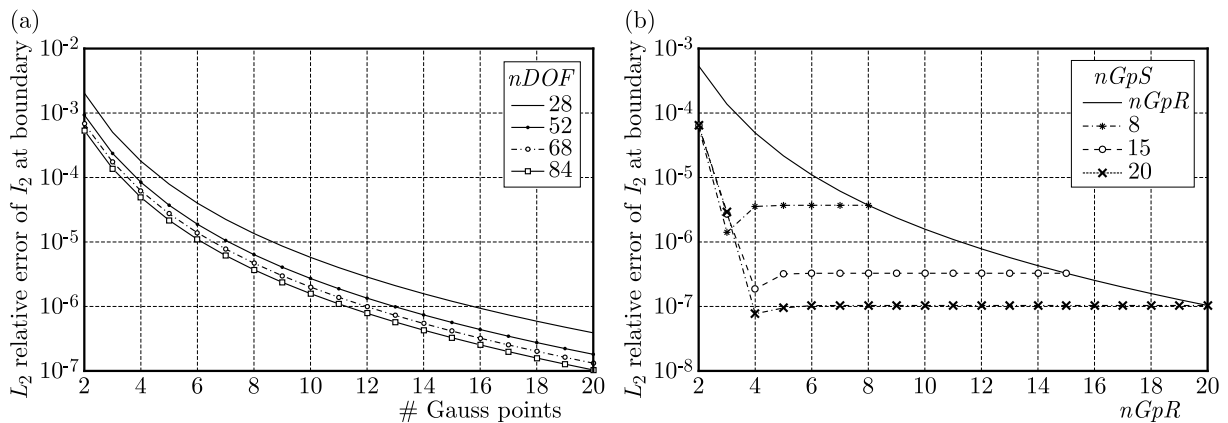 (a)
L₂ relative error of I₂ at boundary
10⁻²
10⁻³
10⁻⁴
10⁻⁵
10⁻⁶
10⁻⁷
2 4 6 8 10 12 14 16 18 20
# Gauss points
nDOF
28
52
68
84
(b)
L₂ relative error of I₂ at boundary
10⁻³
10⁻⁴
10⁻⁵
10⁻⁶
10⁻⁷
10⁻⁸
2 4 6 8 10 12 14 16 18 20
nGpR
nGpS
nGpR
8
15
20